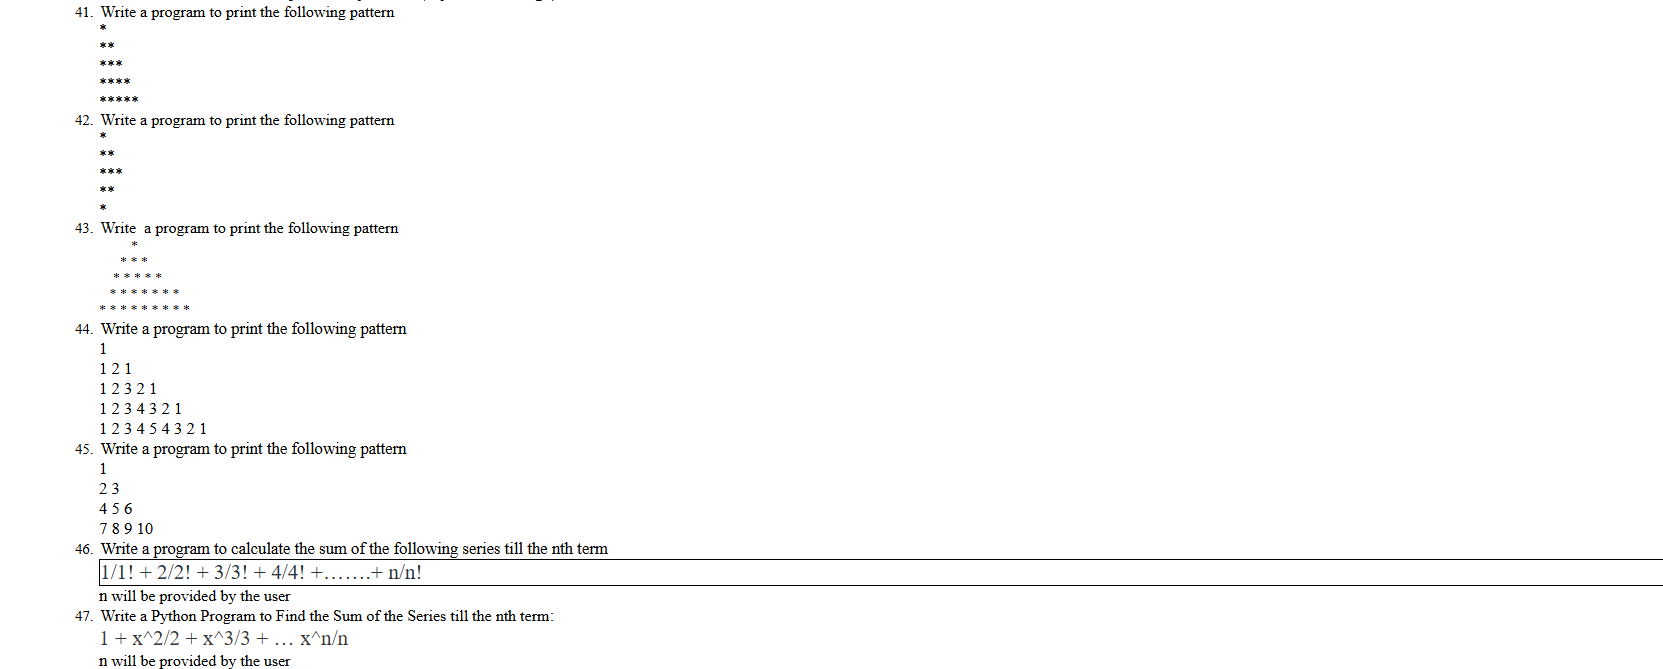 41. Write a program to print the following pattern
*
**
***
****
*****
42. Write a program to print the following pattern
*
**
***
**
*
43. Write a program to print the following pattern
*
* * *
* * * * *
* * * * * * *
* * * * * * * * *
44. Write a program to print the following pattern
1
1 2 1
1 2 3 2 1
1 2 3 4 3 2 1
1 2 3 4 5 4 3 2 1
45. Write a program to print the following pattern
1
2 3
4 5 6
7 8 9 10
46. Write a program to calculate the sum of the following series till the nth term
1/1! + 2/2! + 3/3! + 4/4! +.......+ n/n!
n will be provided by the user
47. Write a Python Program to Find the Sum of the Series till the nth term:
1 + x^2/2 + x^3/3 + ... x^n/n
n will be provided by the user